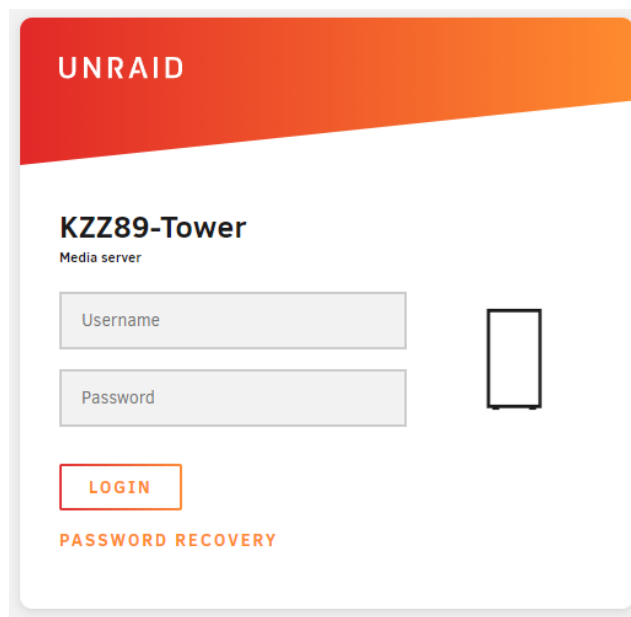 UNRAID
KZZ89-Tower
Media server
Username
Password
LOGIN
PASSWORD RECOVERY